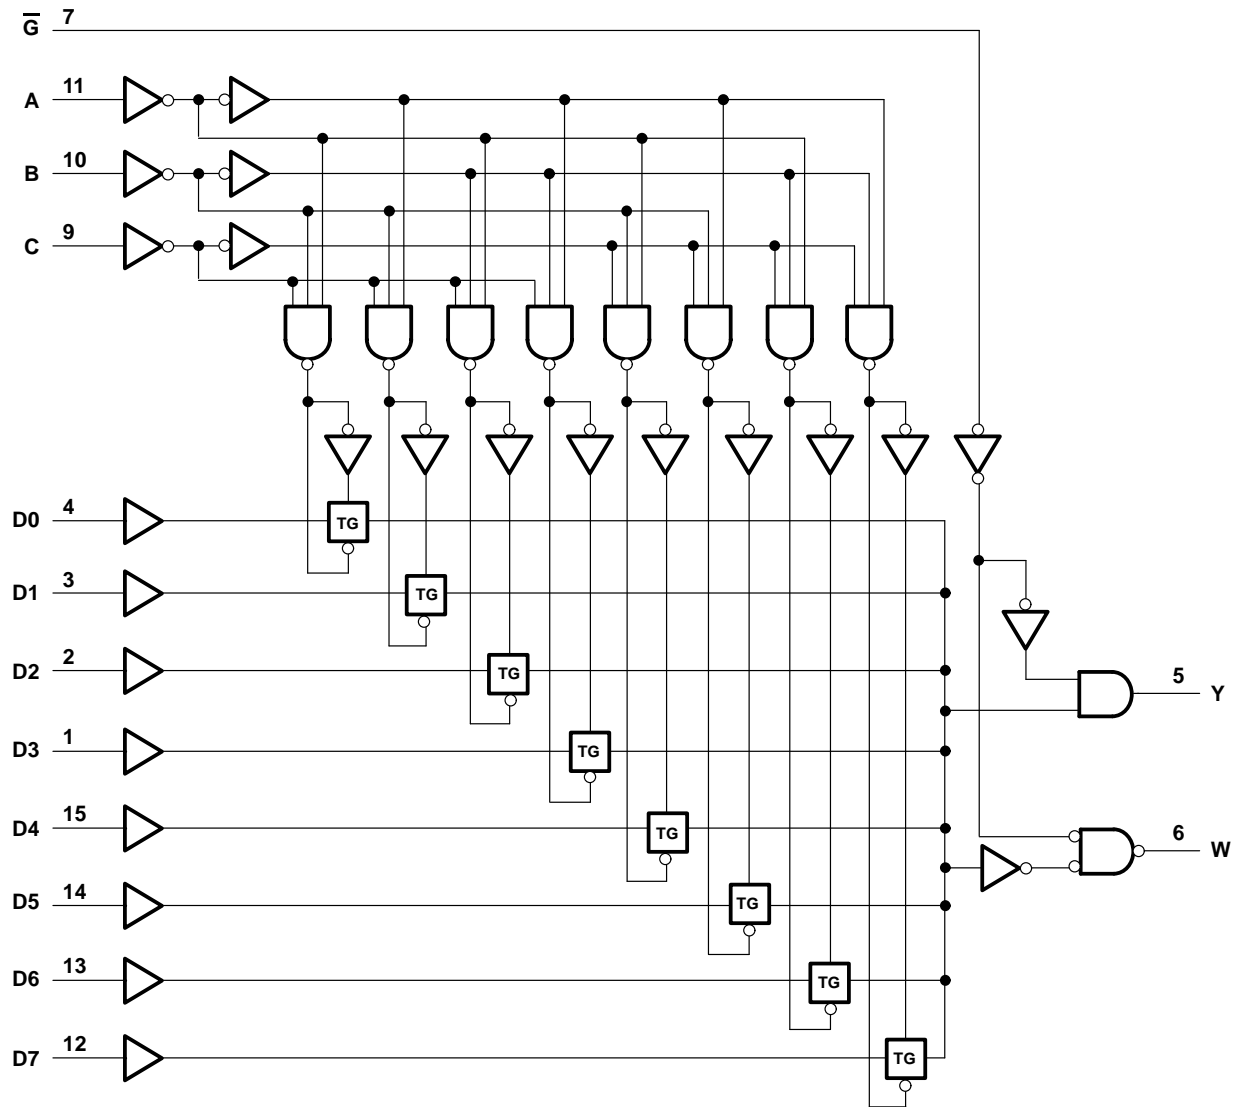 G̅ 7
A 11
B 10
C 9
D0 4
TG
D1 3
TG
D2 2
TG
5 Y
D3 1
TG
D4 15
TG
6 W
D5 14
TG
D6 13
TG
D7 12
TG